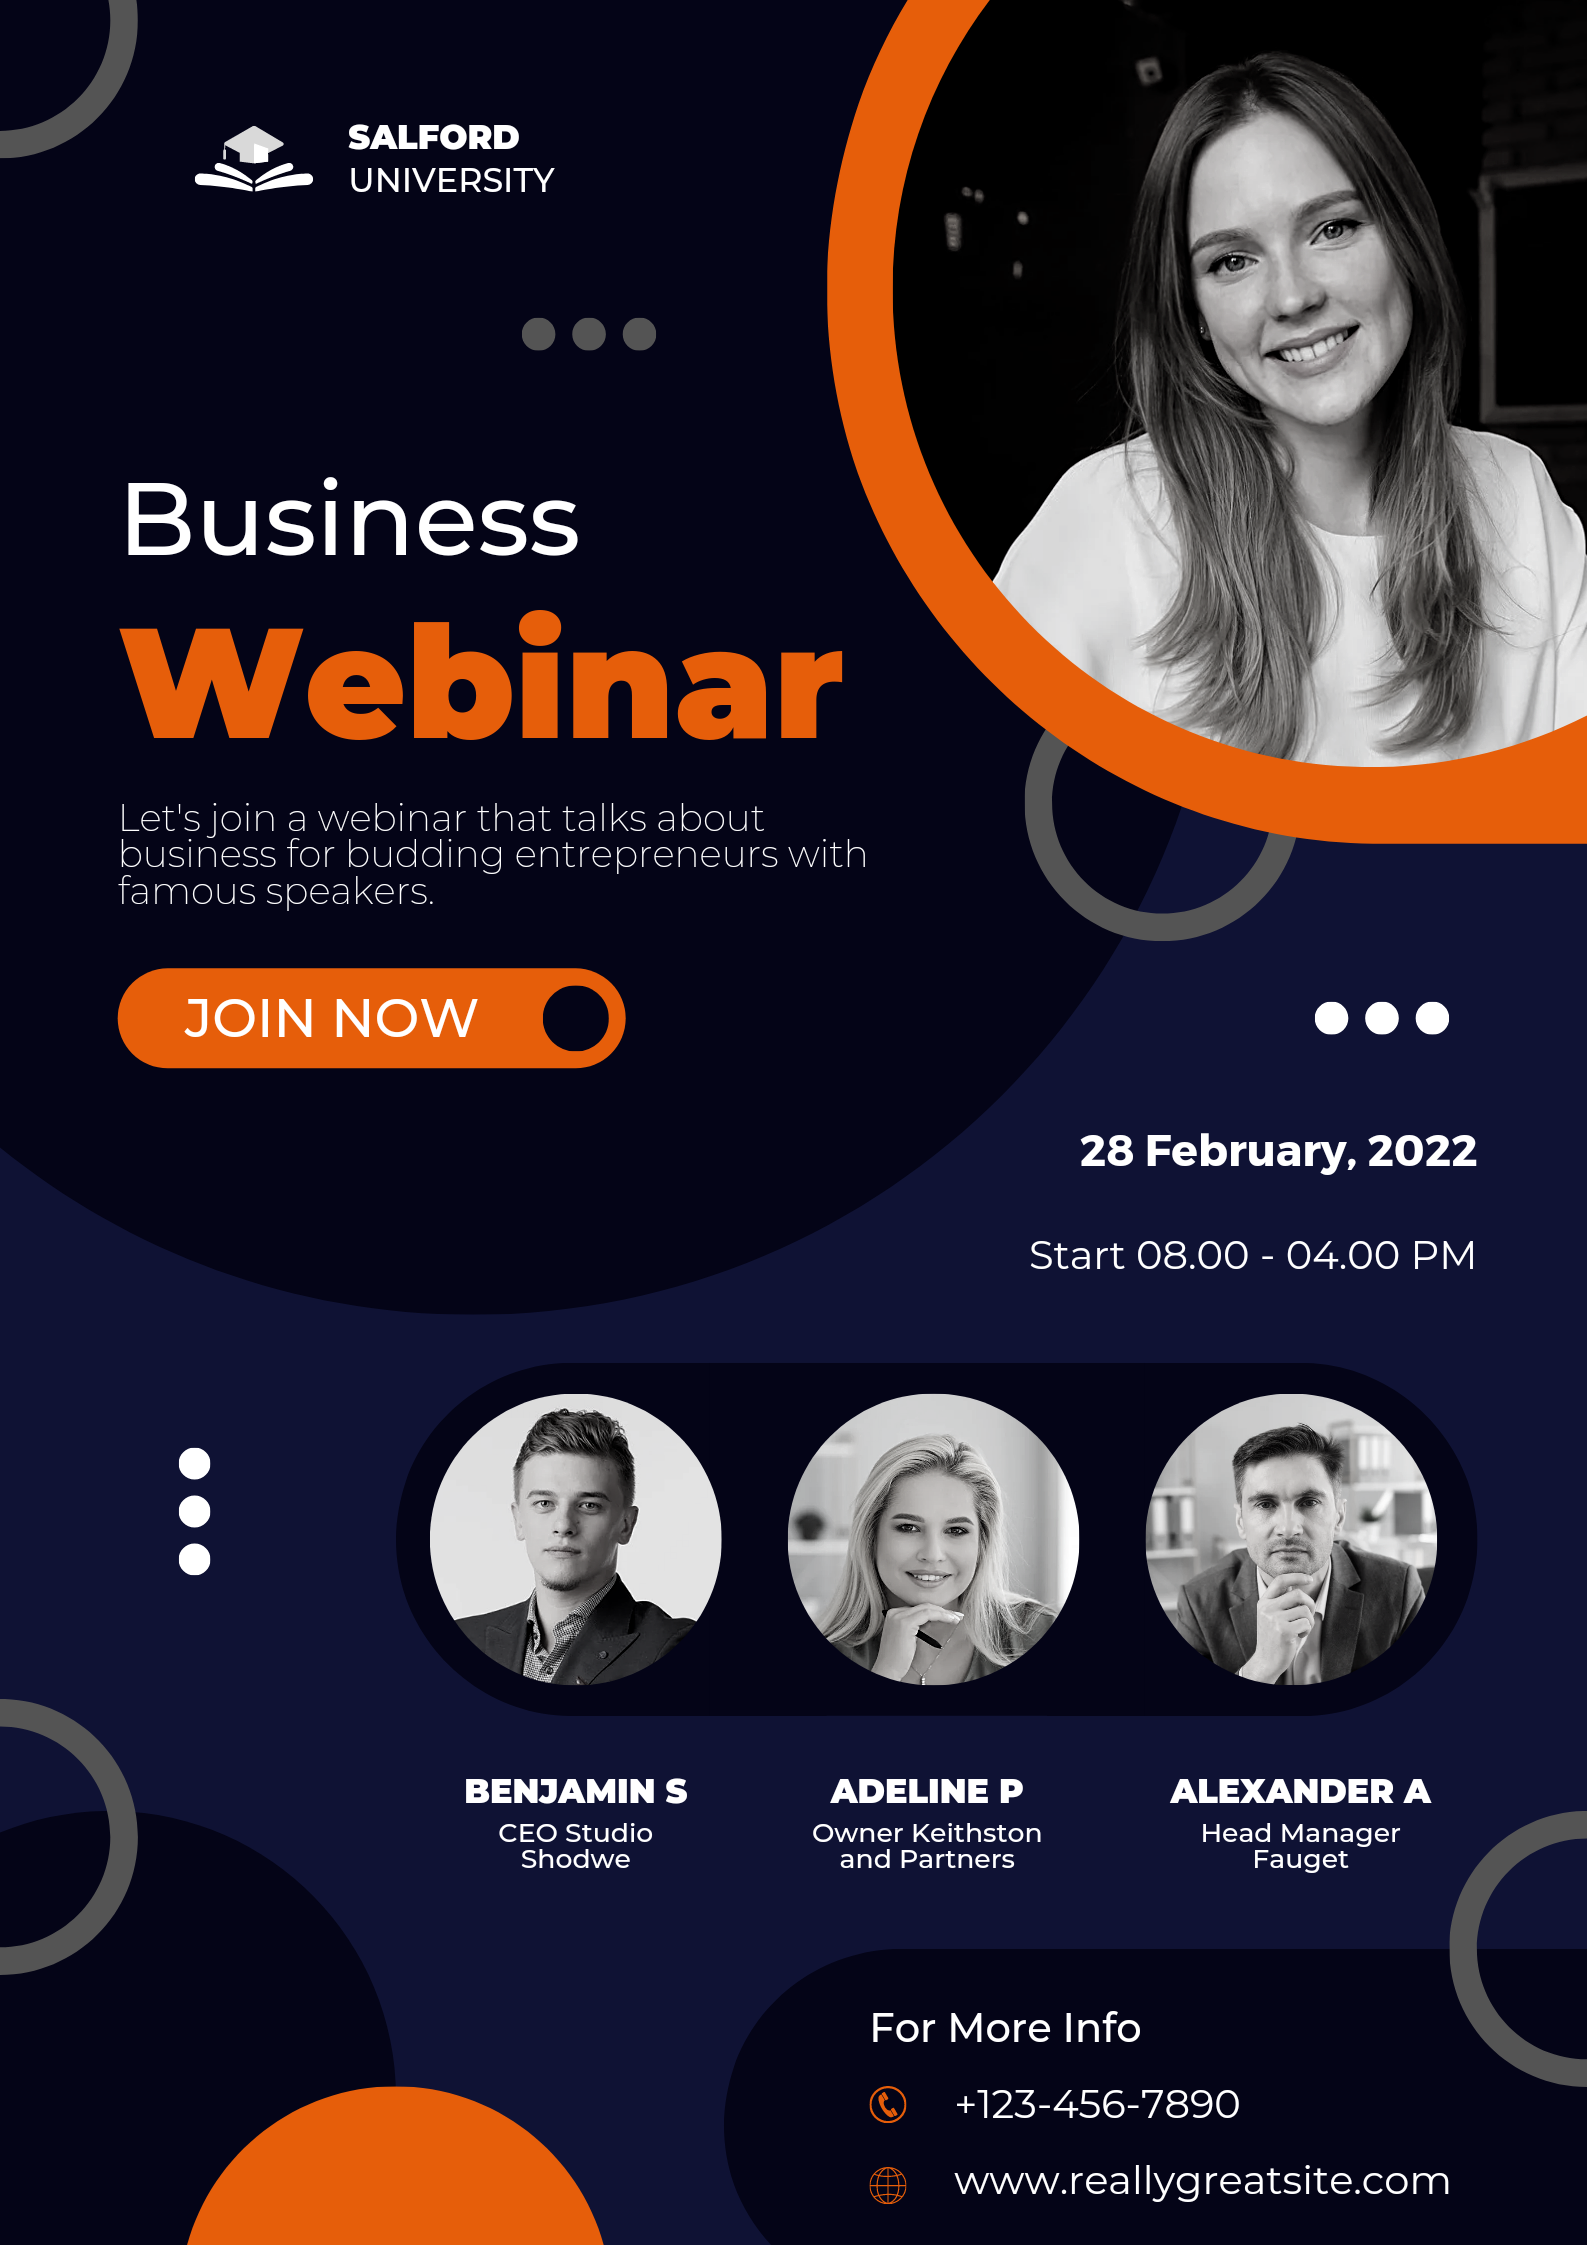 SALFORD
UNIVERSITY
Business
Webinar
Let's join a webinar that talks about
business for budding entrepreneurs with
famous speakers.
JOIN NOW
28 February, 2022
Start 08.00 - 04.00 PM
BENJAMIN S
CEO Studio
Shodwe
ADELINE P
Owner Keithston
and Partners
ALEXANDER A
Head Manager
Fauget
For More Info
+123-456-7890
www.reallygreatsite.com